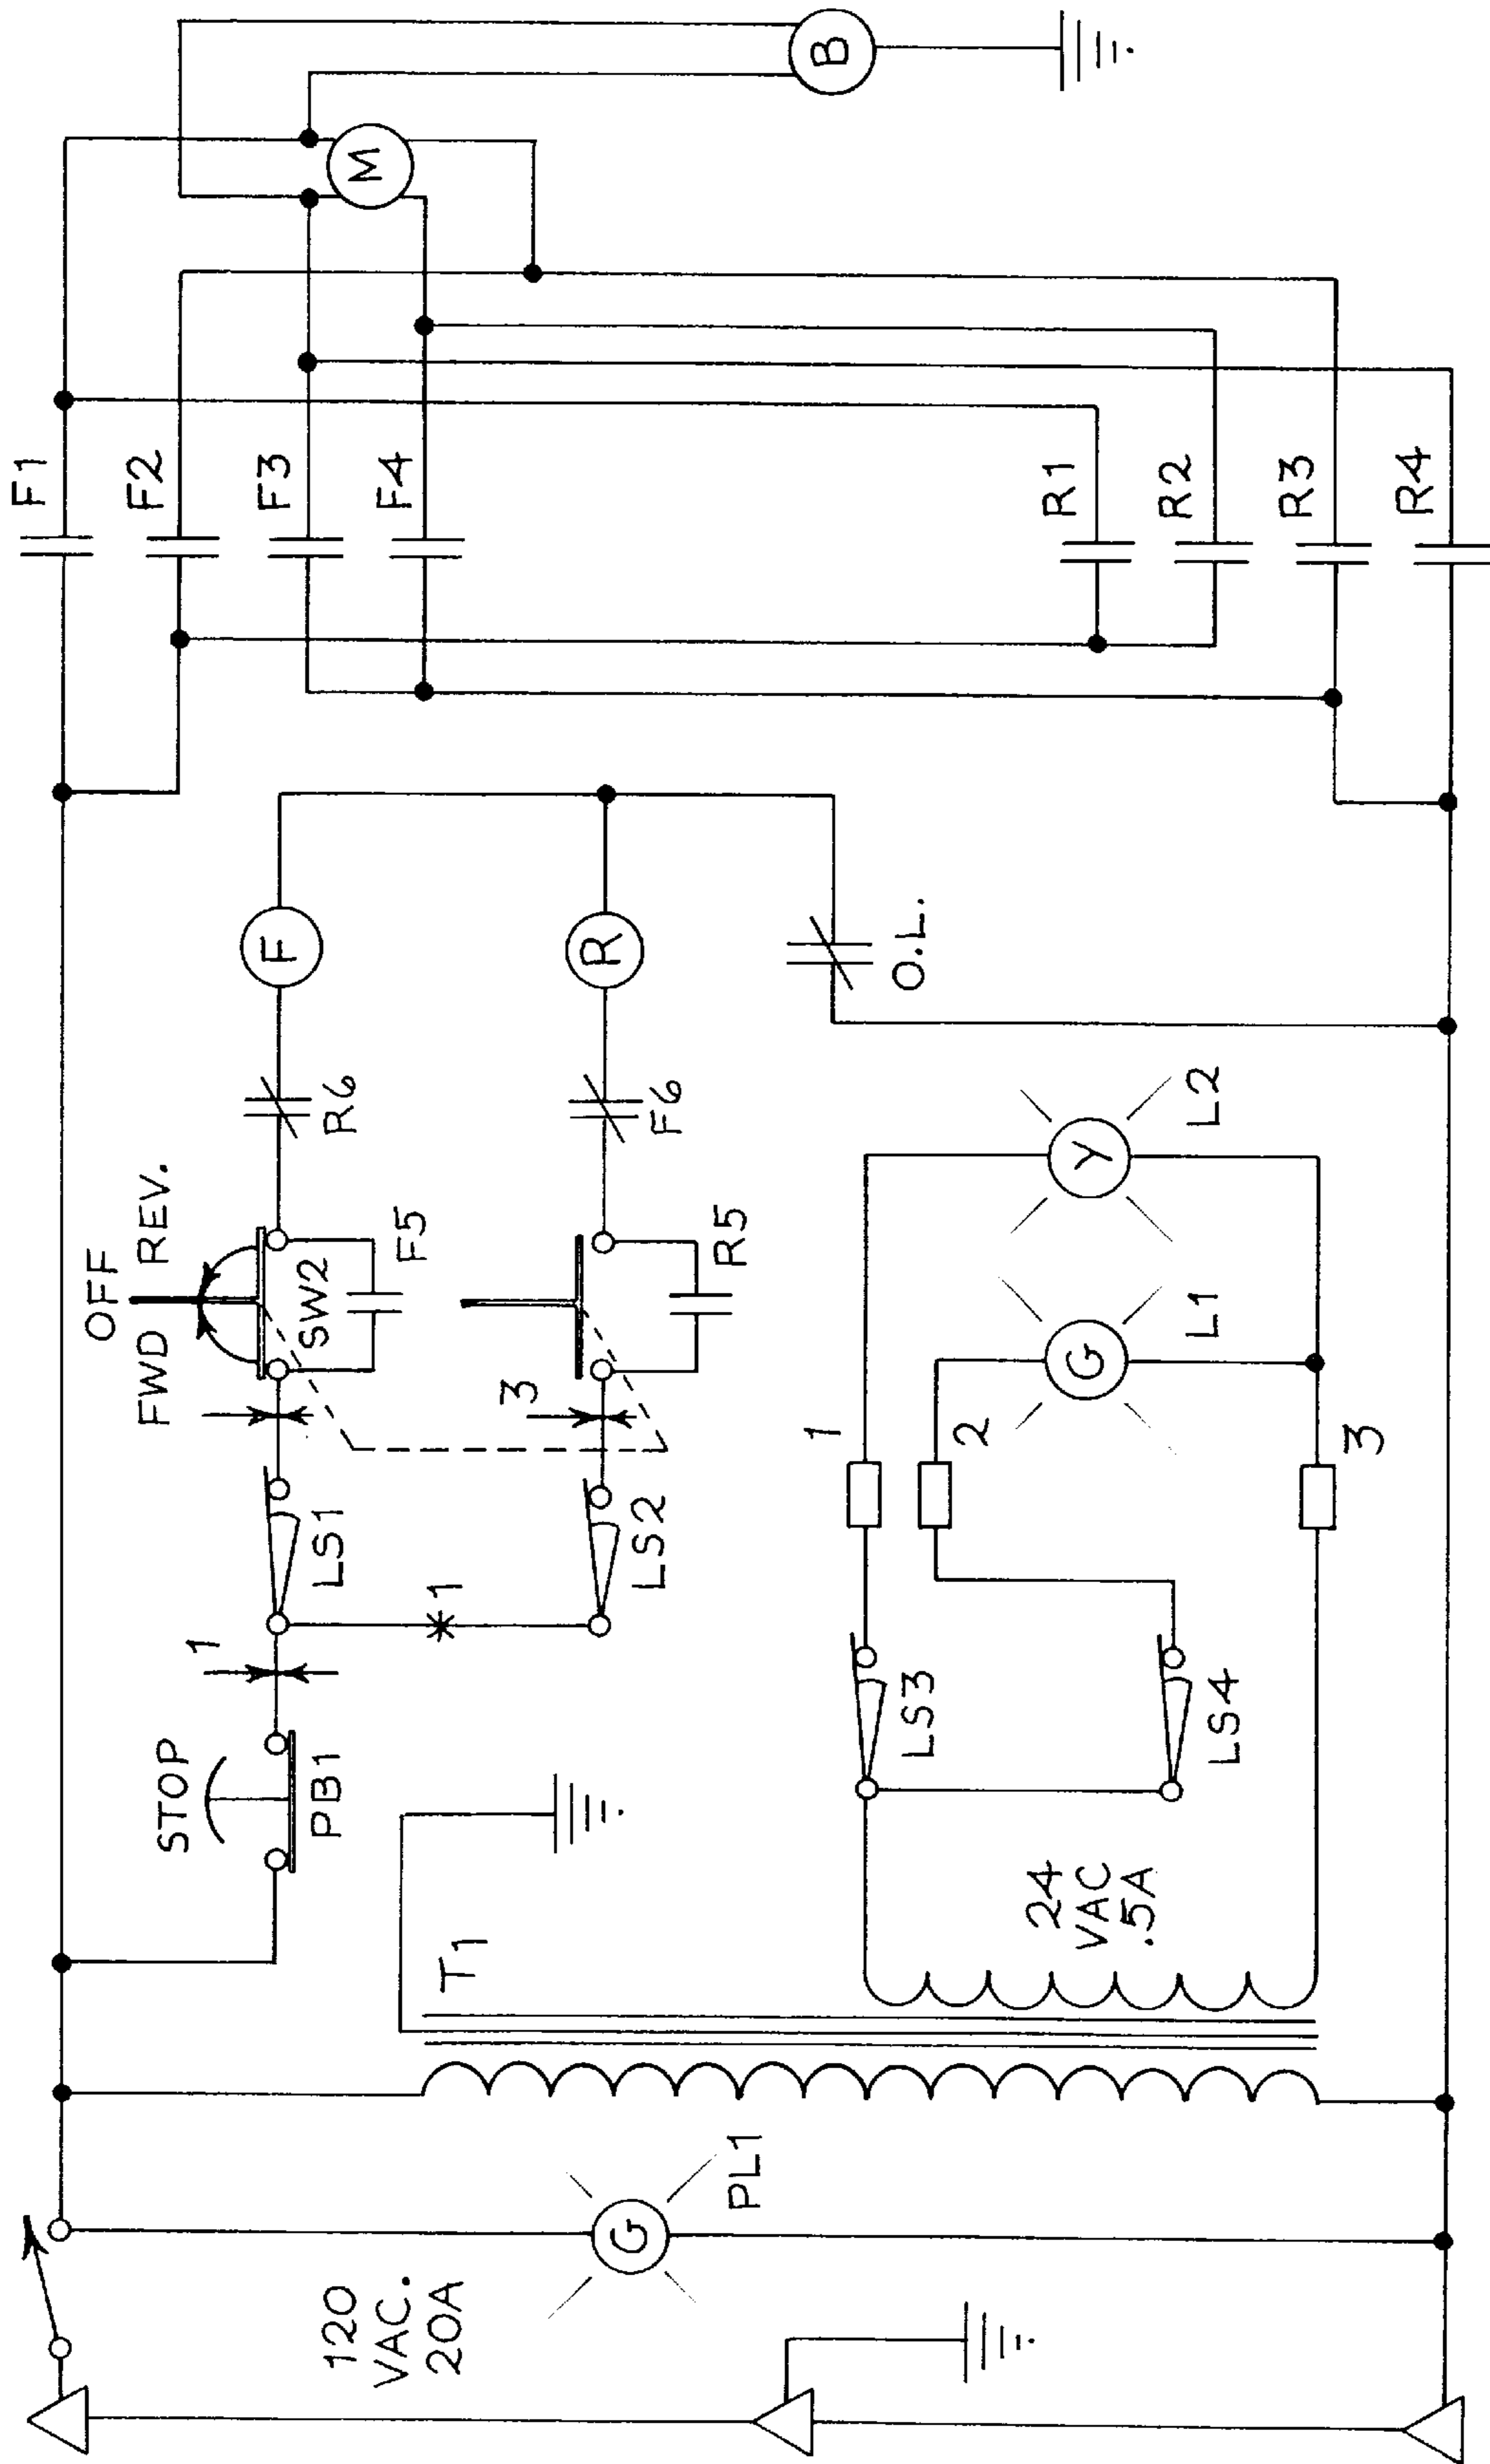 120
VAC.
20A
G
PL1
T1
24
VAC
.5A
STOP
PB1
1
LS1
1
LS2
LS3
LS4
OFF
FWD REV.
SW2
F5
3
R5
R6
F6
F
R
O.L.
1
2
3
G
L1
Y
L2
F1
F2
F3
F4
R1
R2
R3
R4
M
B